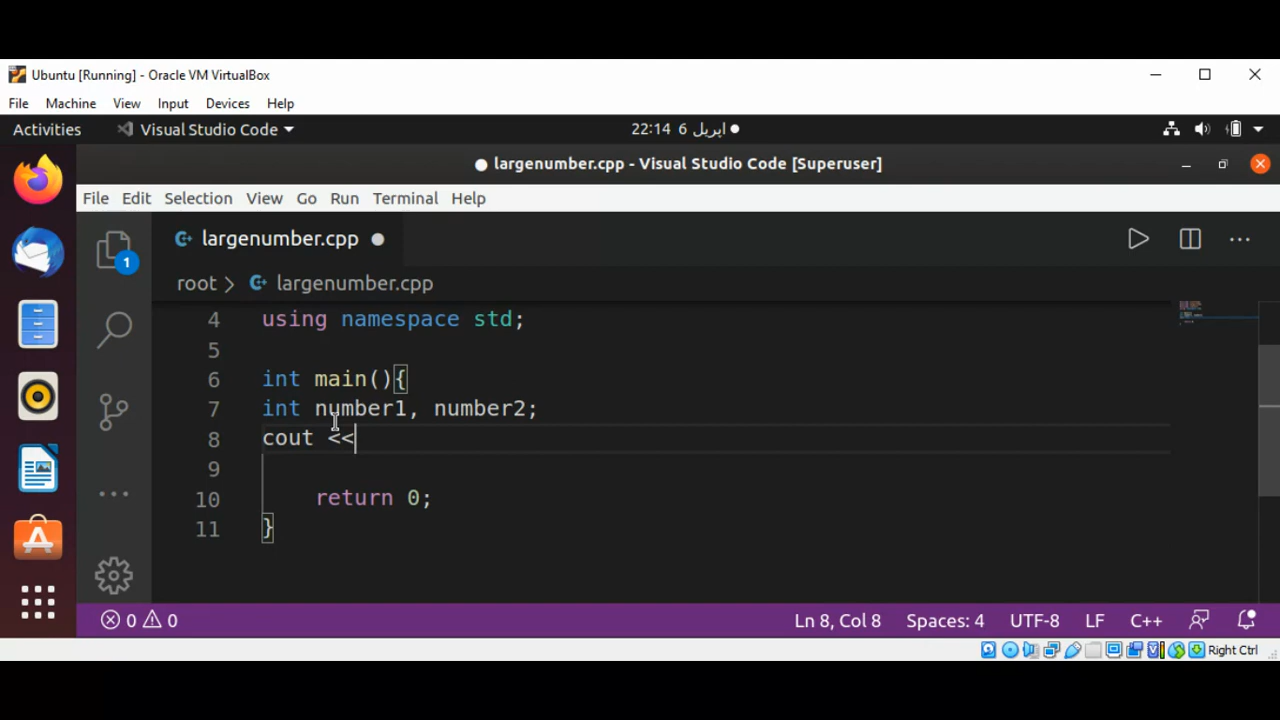 Ubuntu [Running] - Oracle VM VirtualBox
File Machine View Input Devices Help
Activities Visual Studio Code 22:14 6 اپریل
largenumber.cpp - Visual Studio Code [Superuser]
File Edit Selection View Go Run Terminal Help
largenumber.cpp
1
root > largenumber.cpp
4 using namespace std;
5
6 int main(){
7 int number1, number2;
8 cout <<
9
10 return 0;
11 }
0 0 Ln 8, Col 8 Spaces: 4 UTF-8 LF C++
Right Ctrl